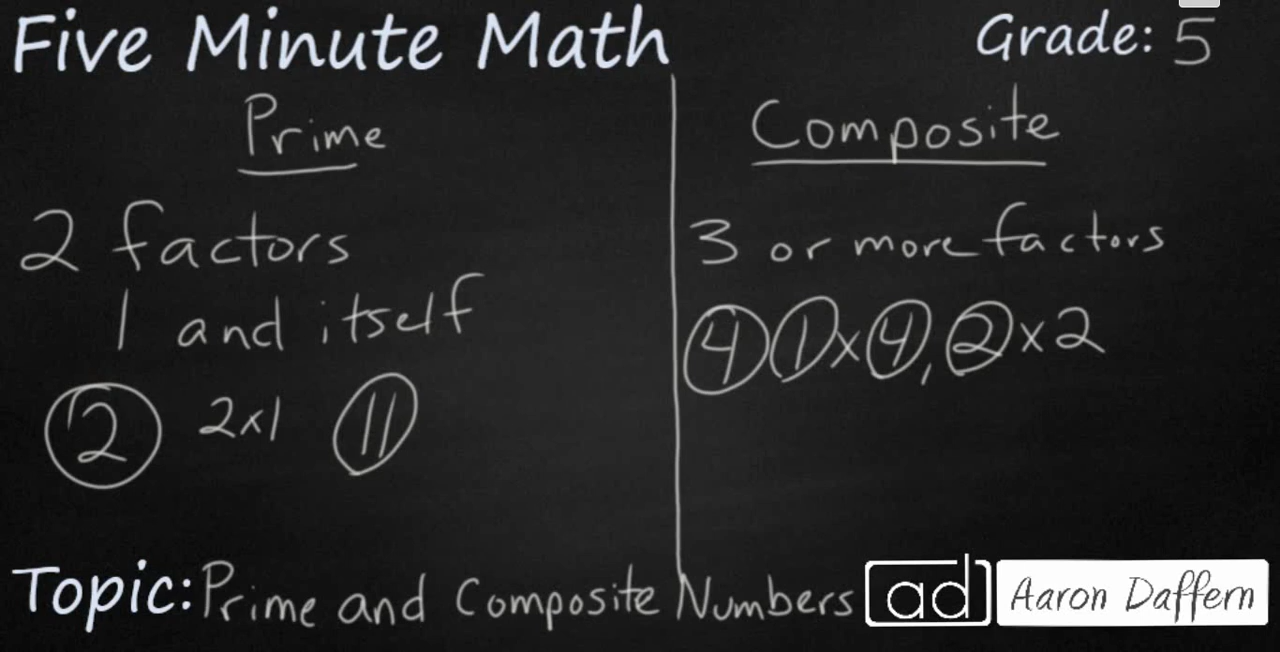 Five Minute Math
Grade: 5
Prime
2 factors
1 and itself
2 2x1 11
Composite
3 or more factors
4 1x4, 2x2
Topic: Prime and Composite Numbers
ad Aaron Daffern